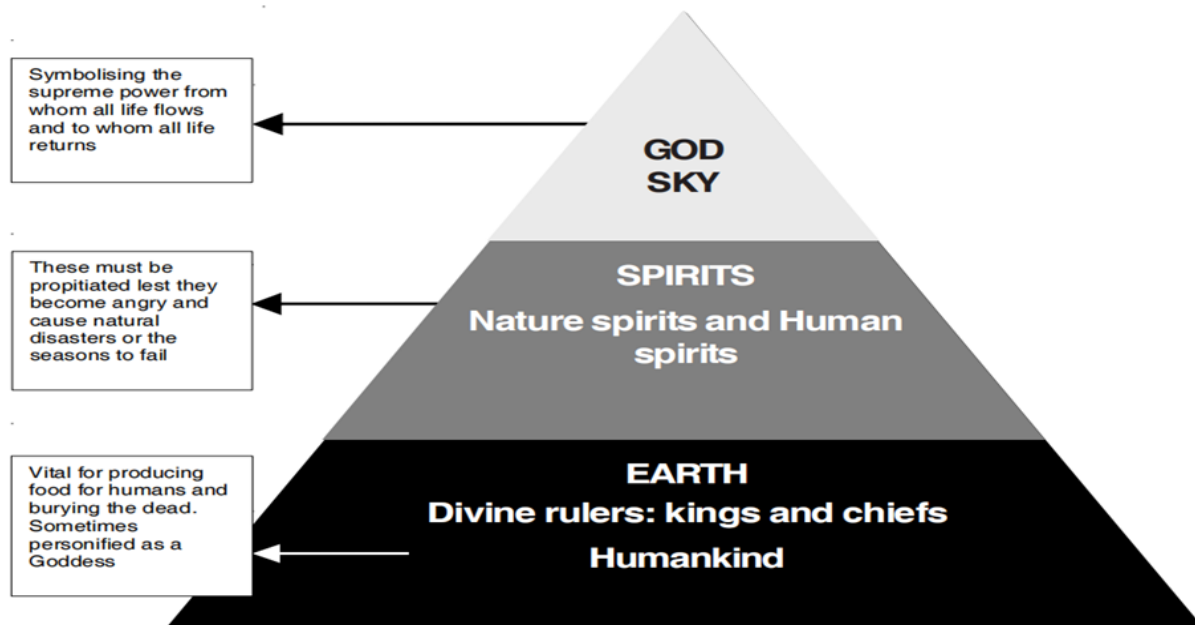 Symbolising the
supreme power from
whom all life flows
and to whom all life
returns
GOD
SKY
These must be
propitiated lest they
become angry and
cause natural
disasters or the
seasons to fail
SPIRITS
Nature spirits and Human
spirits
Vital for producing
food for humans and
burying the dead.
Sometimes
personified as a
Goddess
EARTH
Divine rulers: kings and chiefs
Humankind